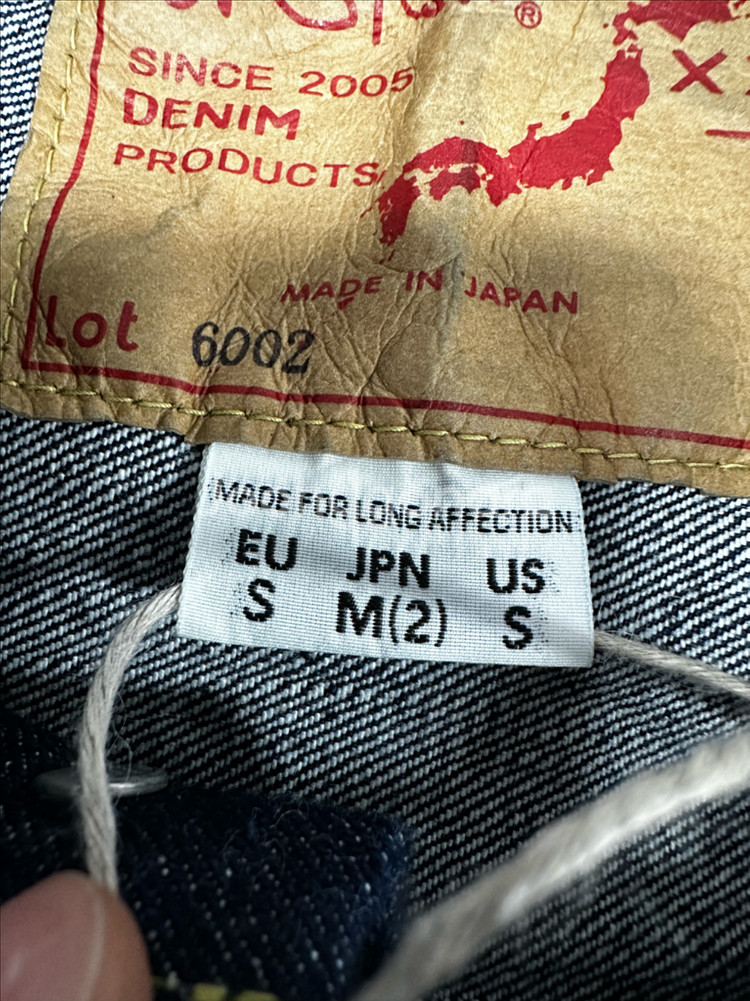 ®
SINCE 2005
DENIM
PRODUCTS
MADE IN JAPAN
Lot 6002
MADE FOR LONG AFFECTION
EU JPN US
S M(2) S